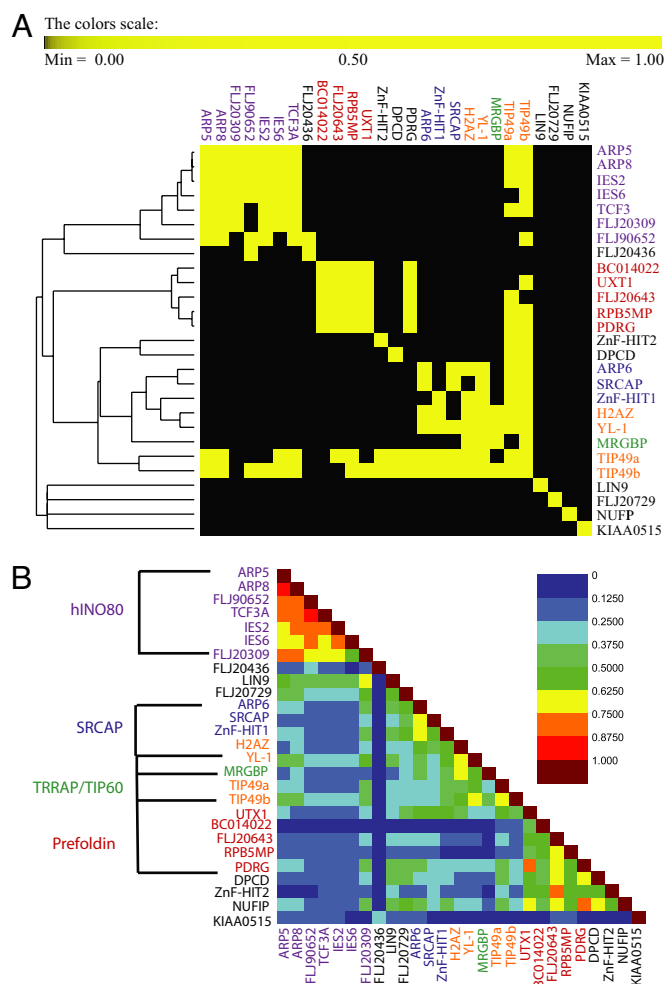 A
The colors scale:
Min = 0.00 0.50 Max = 1.00
ARP5
ARP8
FLJ20309
FLJ90652
IES2
IES6
TCF3A
FLJ20436
BC014022
FLJ20643
RPB5MP
UXT1
ZnF-HIT2
DPCD
PDRG
ARP6
ZnF-HIT1
SRCAP
H2AZ
YL-1
MRGBP
TIP49a
TIP49b
LIN9
FLJ20729
NUFIP
KIAA0515
ARP5
ARP8
IES2
IES6
TCF3
FLJ20309
FLJ90652
FLJ20436
BC014022
UXT1
FLJ20643
RPB5MP
PDRG
ZnF-HIT2
DPCD
ARP6
SRCAP
ZnF-HIT1
H2AZ
YL-1
MRGBP
TIP49a
TIP49b
LIN9
FLJ20729
NUFIP
KIAA0515
B
hINO80
SRCAP
TRRAP/TIP60
Prefoldin
ARP5
ARP8
FLJ90652
TCF3A
IES2
IES6
FLJ20309
FLJ20436
LIN9
FLJ20729
ARP6
SRCAP
ZnF-HIT1
H2AZ
YL-1
MRGBP
TIP49a
TIP49b
UTX1
BC014022
FLJ20643
RPB5MP
PDRG
DPCD
ZnF-HIT2
NUFIP
KIAA0515
0
0.1250
0.2500
0.3750
0.5000
0.6250
0.7500
0.8750
1.000
ARP5
ARP8
FLJ90652
TCF3A
IES2
IES6
FLJ20309
FLJ20436
LIN9
FLJ20729
ARP6
SRCAP
ZnF-HIT1
H2AZ
YL-1
MRGBP
TIP49a
TIP49b
UTX1
BC014022
FLJ20643
RPB5MP
PDRG
DPCD
ZnF-HIT2
NUFIP
KIAA0515